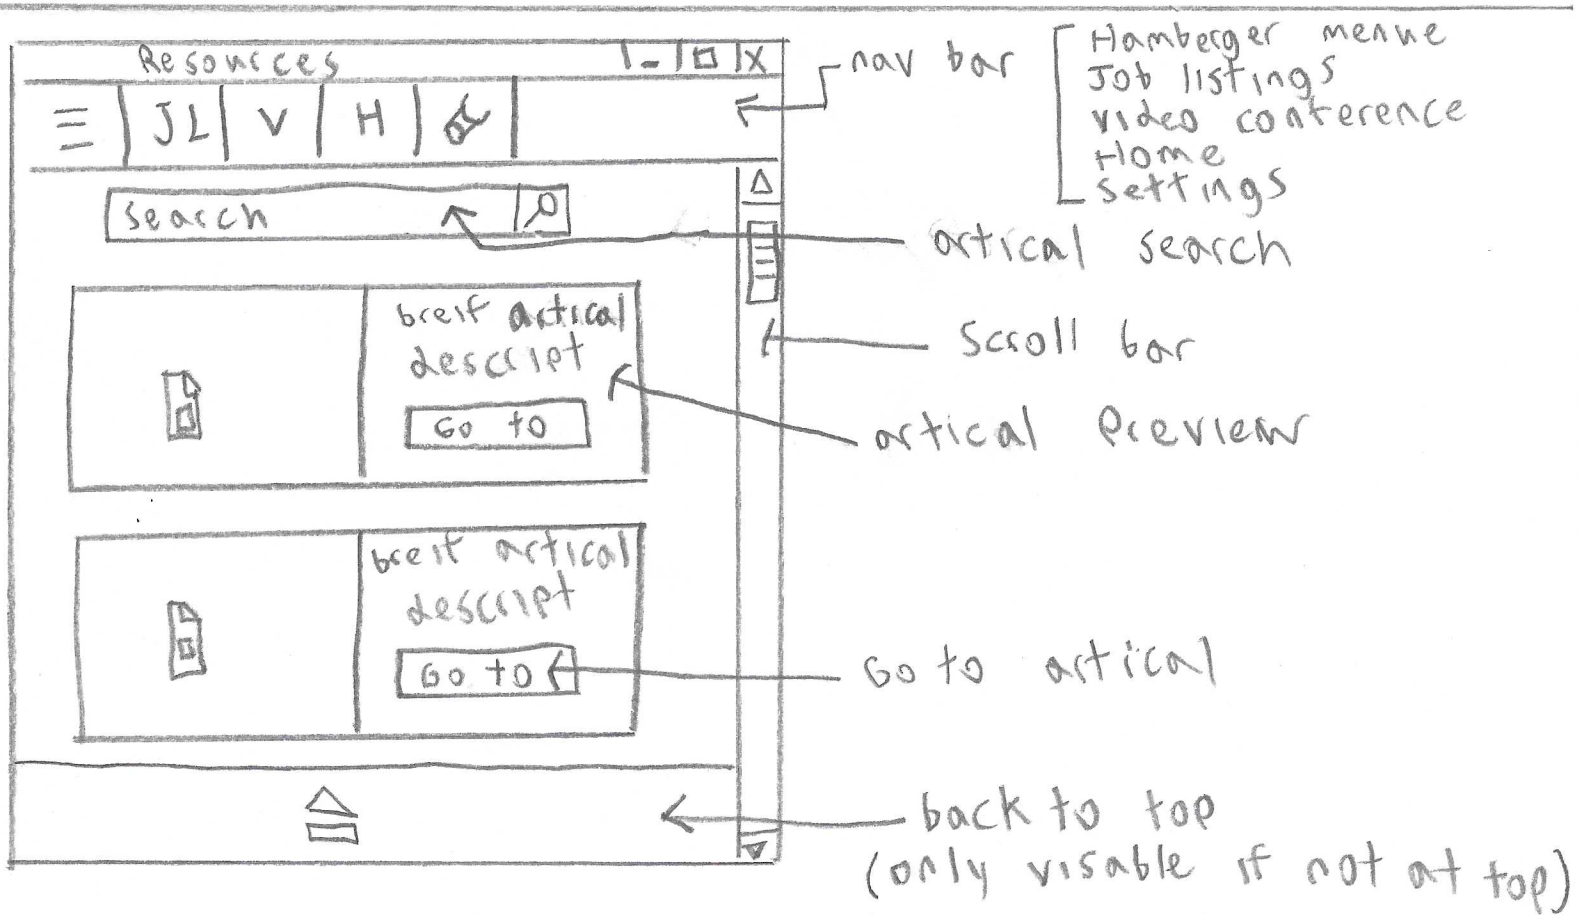 Resources - X
JL V H
search
breif artical
descript
Go to
breif artical
descript
Go to
nav bar
Hamberger menue
Job listings
video conference
Home
settings
artical search
Scroll bar
artical Preview
Go to artical
back to top
(only visable if not at top)